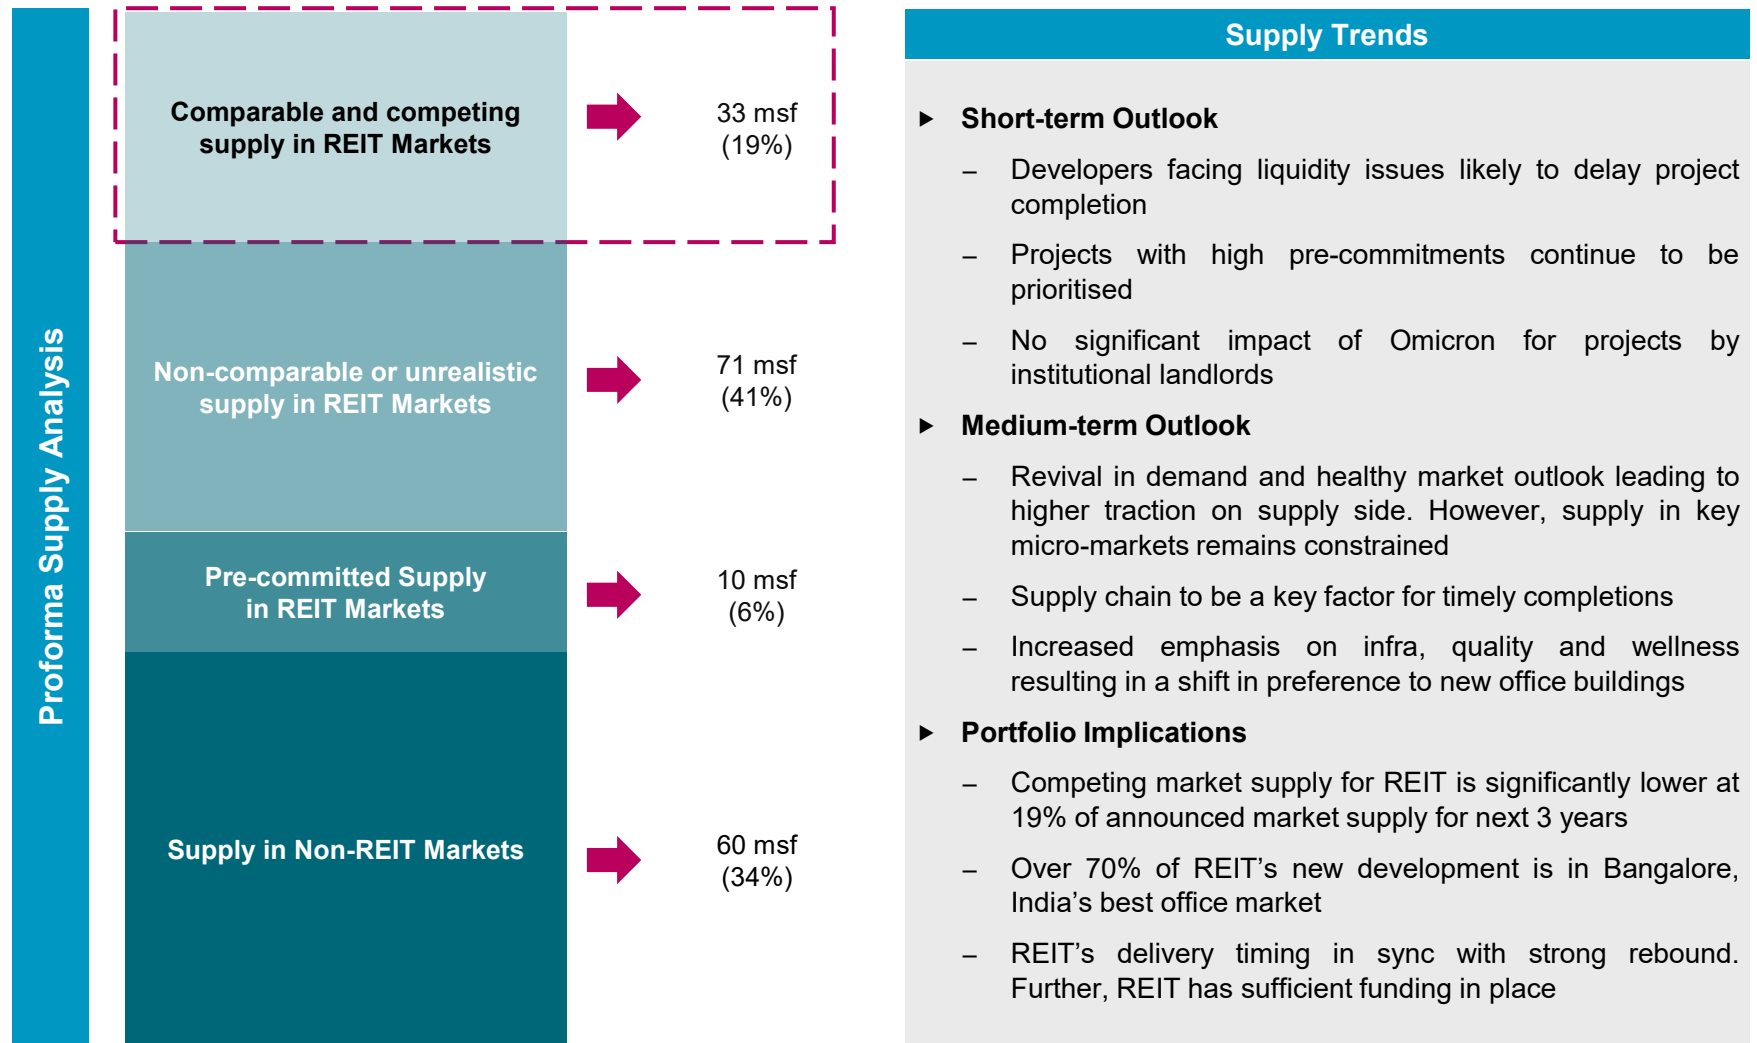 Proforma Supply Analysis
Comparable and competing
supply in REIT Markets
33 msf
(19%)
Non-comparable or unrealistic
supply in REIT Markets
71 msf
(41%)
Pre-committed Supply
in REIT Markets
10 msf
(6%)
Supply in Non-REIT Markets
60 msf
(34%)
Supply Trends
► Short-term Outlook
– Developers facing liquidity issues likely to delay project
completion
– Projects with high pre-commitments continue to be
prioritised
– No significant impact of Omicron for projects by
institutional landlords
► Medium-term Outlook
– Revival in demand and healthy market outlook leading to
higher traction on supply side. However, supply in key
micro-markets remains constrained
– Supply chain to be a key factor for timely completions
– Increased emphasis on infra, quality and wellness
resulting in a shift in preference to new office buildings
► Portfolio Implications
– Competing market supply for REIT is significantly lower at
19% of announced market supply for next 3 years
– Over 70% of REIT’s new development is in Bangalore,
India’s best office market
– REIT’s delivery timing in sync with strong rebound.
Further, REIT has sufficient funding in place